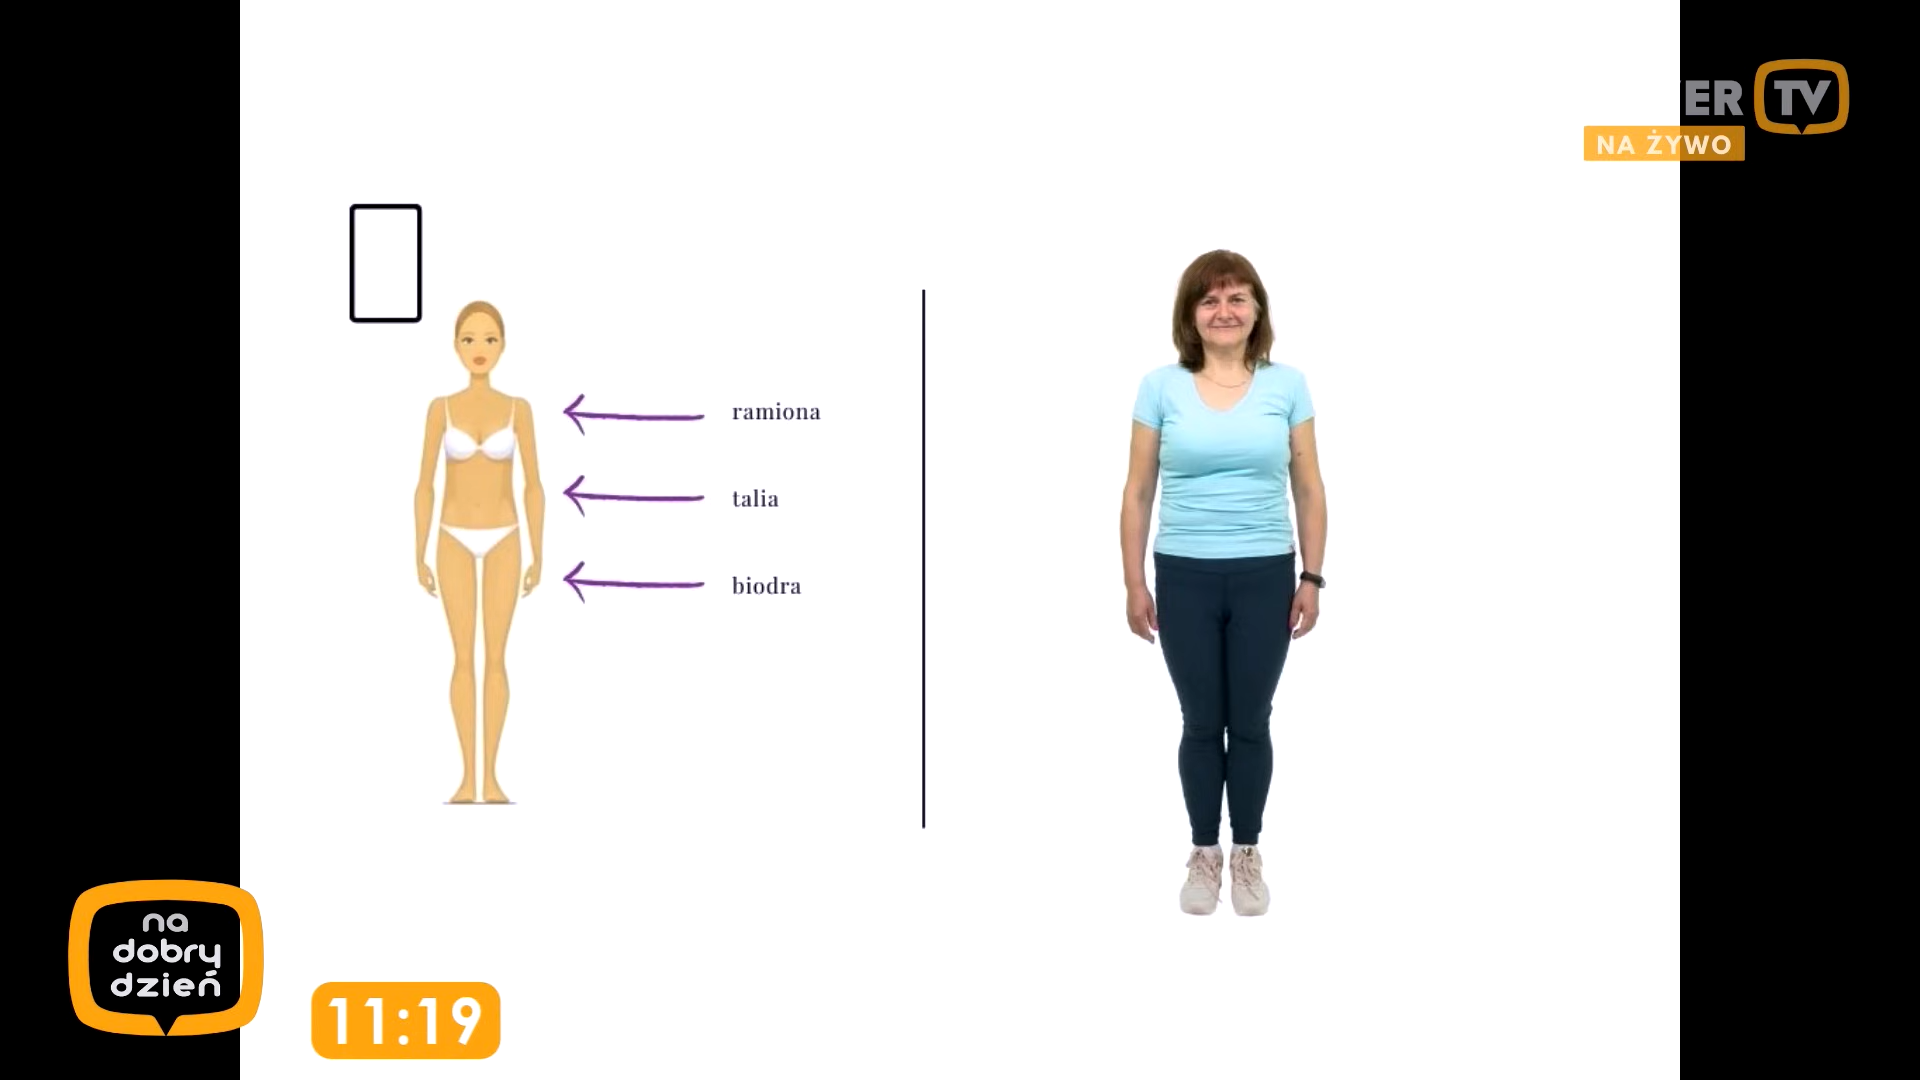 ER TV
NA ŻYWO
ramiona
talia
biodra
na
dobry
dzień
11:19